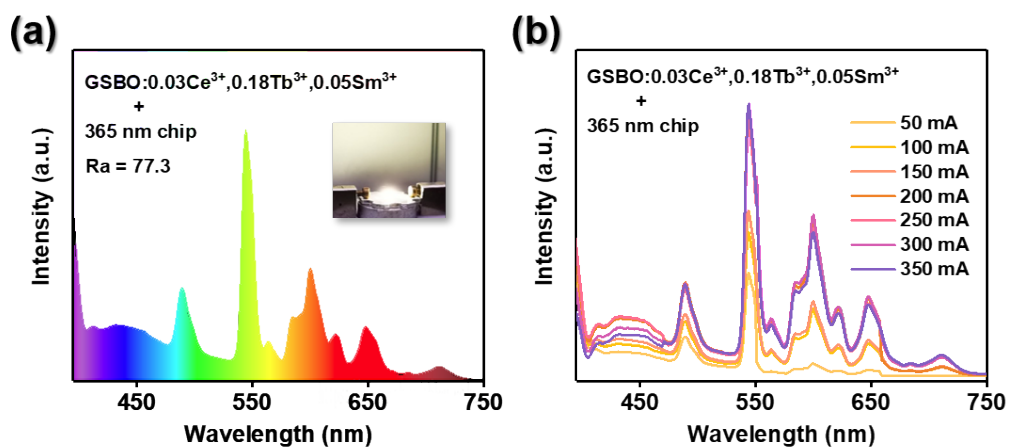 (a)
GSBO:0.03Ce³⁺,0.18Tb³⁺,0.05Sm³⁺
+
365 nm chip
Ra = 77.3
Intensity (a.u.)
450
550
650
750
Wavelength (nm)
(b)
GSBO:0.03Ce³⁺,0.18Tb³⁺,0.05Sm³⁺
+
365 nm chip
50 mA
100 mA
150 mA
200 mA
250 mA
300 mA
350 mA
Intensity (a.u.)
450
550
650
750
Wavelength (nm)